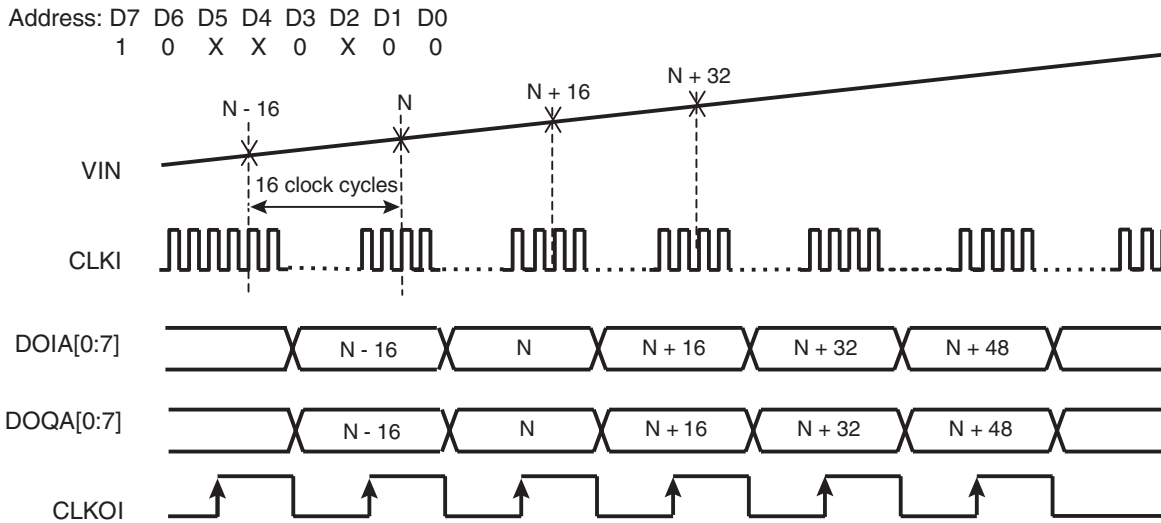 Address: D7 D6 D5 D4 D3 D2 D1 D0
1 0 X X 0 X 0 0
N - 16
N
N + 16
N + 32
VIN
16 clock cycles
CLKI
DOIA[0:7]
N - 16
N
N + 16
N + 32
N + 48
DOQA[0:7]
N - 16
N
N + 16
N + 32
N + 48
CLKOI